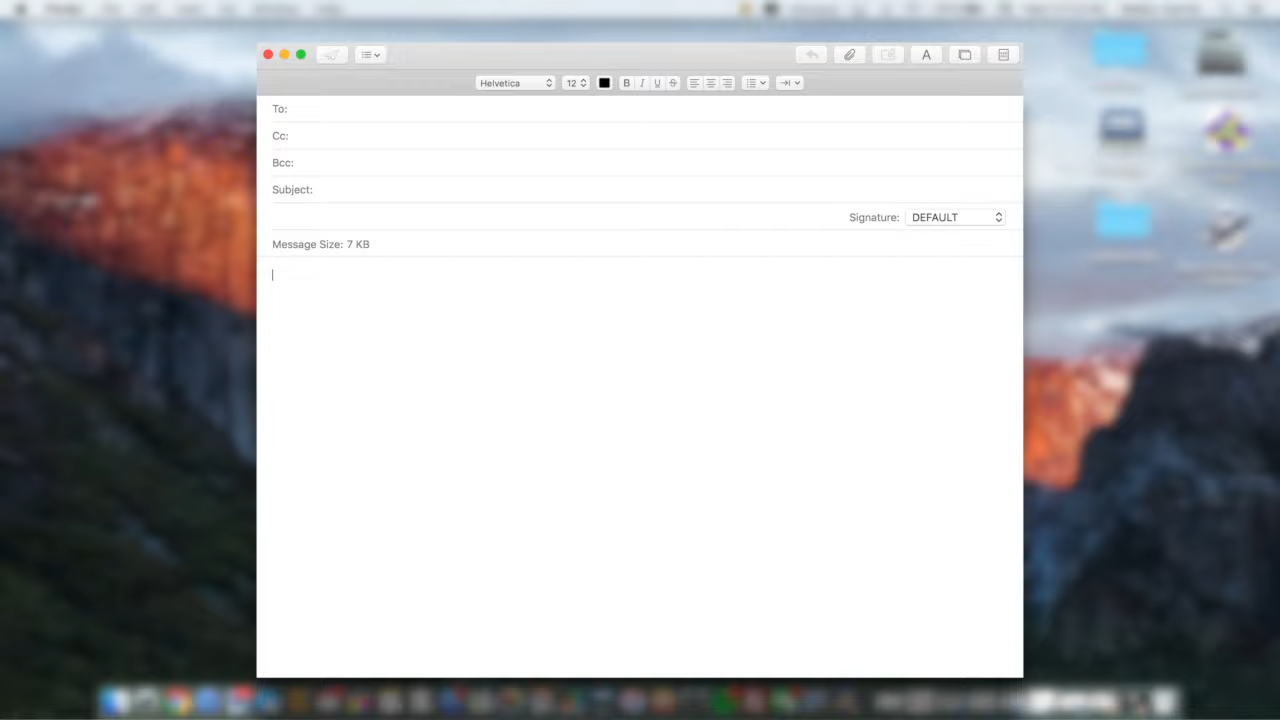 Helvetica 12 B I U S
To:
Cc:
Bcc:
Subject:
Signature: DEFAULT
Message Size: 7 KB